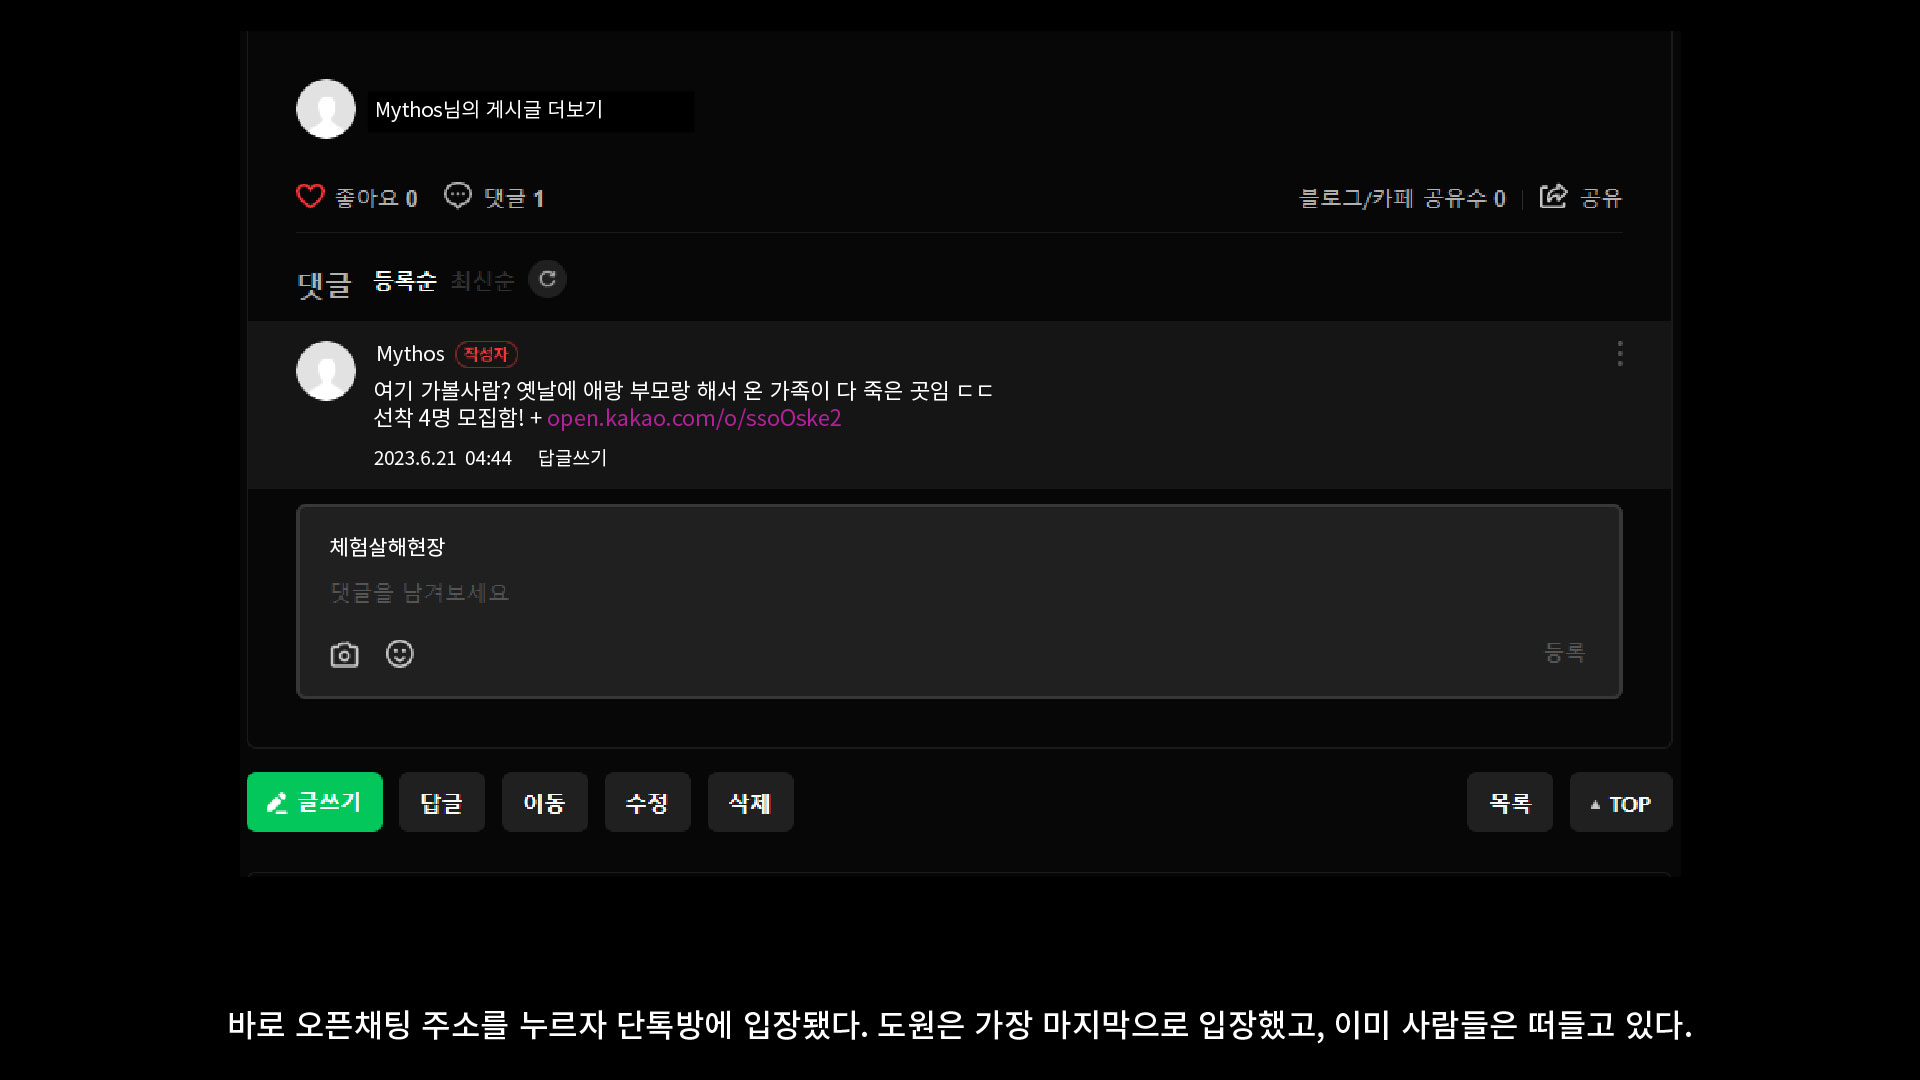 Mythos님의 게시글 더보기
좋아요 0 댓글 1 블로그/카페 공유수 0 공유
댓글 등록순 최신순
Mythos 작성자
여기 가볼사람? 옛날에 애랑 부모랑 해서 온 가족이 다 죽은 곳임 ㄷㄷ
선착 4명 모집함! + open.kakao.com/o/ssoOske2
2023.6.21 04:44 답글쓰기
체험살해현장
댓글을 남겨보세요
등록
글쓰기 답글 이동 수정 삭제 목록 TOP
바로 오픈채팅 주소를 누르자 단톡방에 입장됐다. 도원은 가장 마지막으로 입장했고, 이미 사람들은 떠들고 있다.